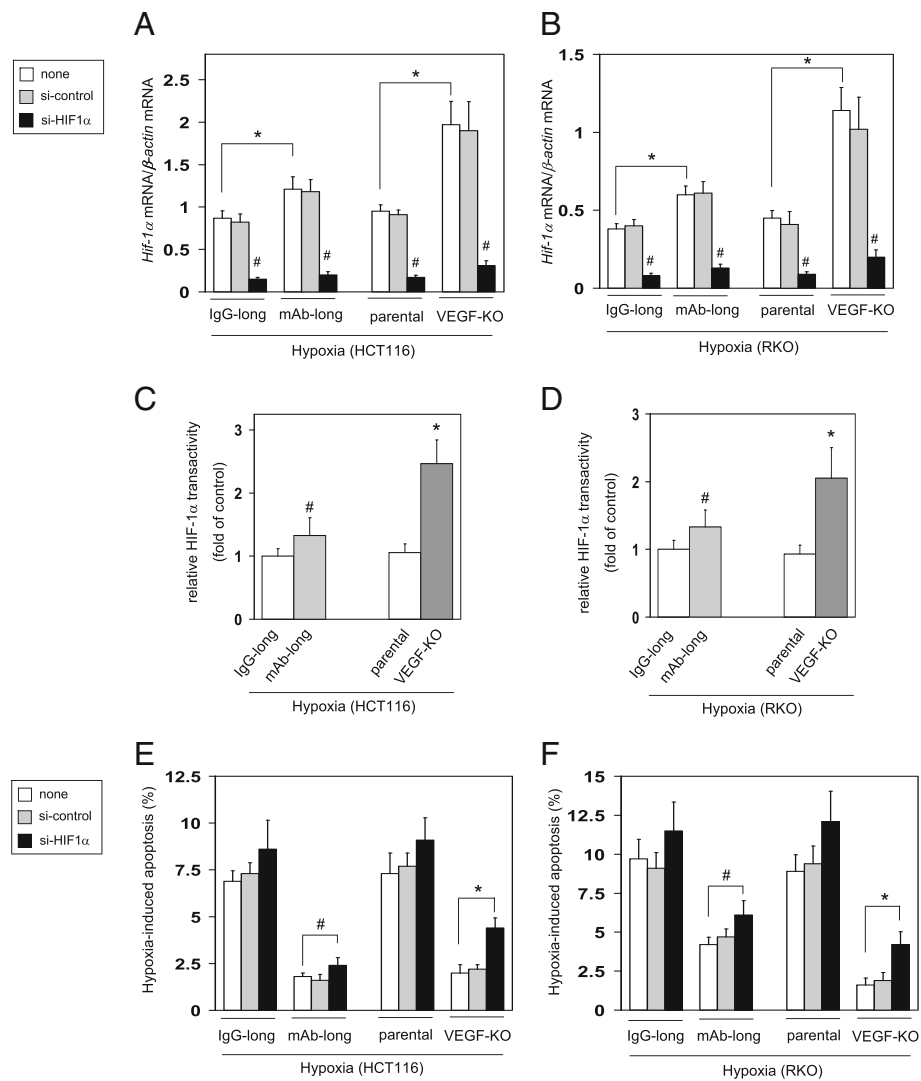 A
B
none
si-control
si-HIF1α
Hif-1α mRNA/β-actin mRNA
2.5
2
1.5
1
0.5
0
*
*
#
#
#
#
IgG-long
mAb-long
parental
VEGF-KO
Hypoxia (HCT116)
Hif-1α mRNA/β-actin mRNA
1.5
1
0.5
0
*
*
#
#
#
#
IgG-long
mAb-long
parental
VEGF-KO
Hypoxia (RKO)
C
relative HIF-1α transactivity
(fold of control)
3
2
1
0
#
*
IgG-long
mAb-long
parental
VEGF-KO
Hypoxia (HCT116)
D
relative HIF-1α transactivity
(fold of control)
3
2
1
0
#
*
IgG-long
mAb-long
parental
VEGF-KO
Hypoxia (RKO)
E
none
si-control
si-HIF1α
Hypoxia-induced apoptosis (%)
12.5
10
7.5
5
2.5
0
#
*
IgG-long
mAb-long
parental
VEGF-KO
Hypoxia (HCT116)
F
Hypoxia-induced apoptosis (%)
15
12.5
10
7.5
5
2.5
0
#
*
IgG-long
mAb-long
parental
VEGF-KO
Hypoxia (RKO)